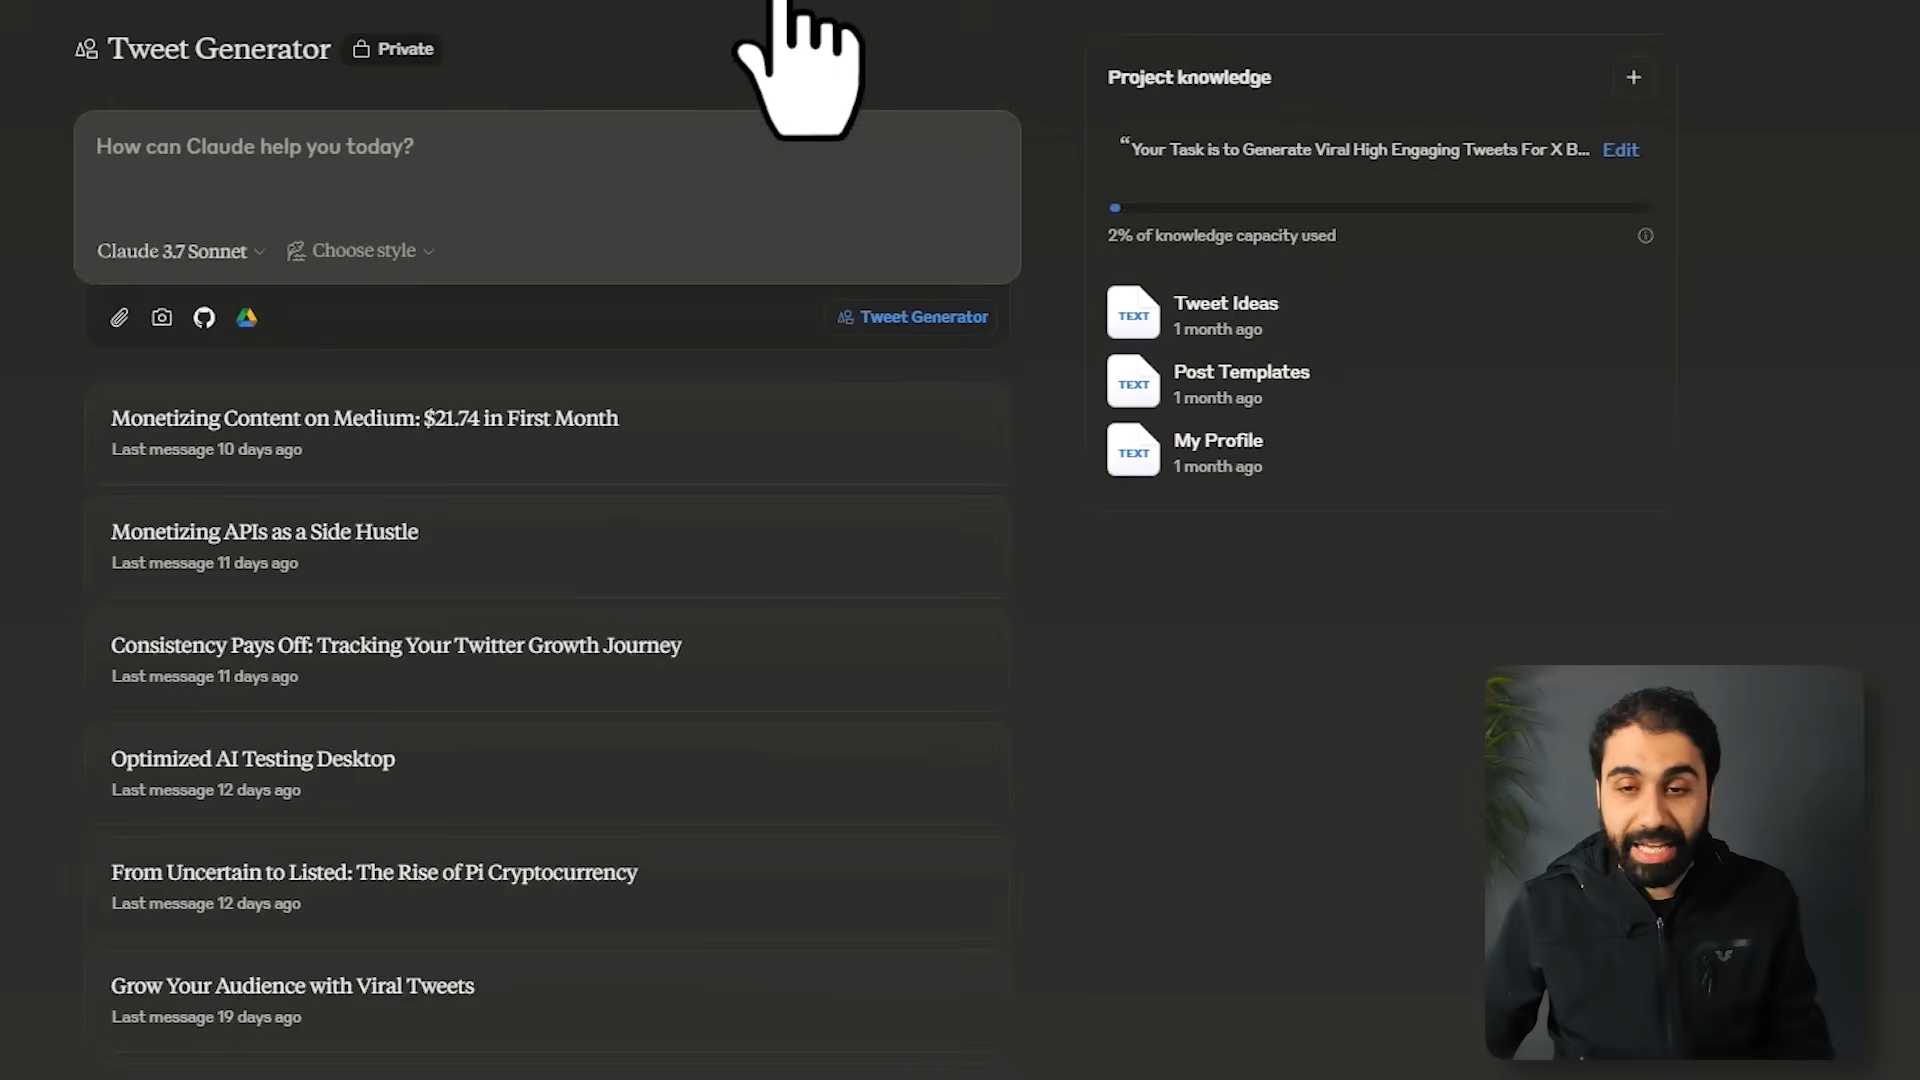 Tweet Generator
Private
How can Claude help you today?
Claude 3.7 Sonnet
Choose style
Tweet Generator
Monetizing Content on Medium: $21.74 in First Month
Last message 10 days ago
Monetizing APIs as a Side Hustle
Last message 11 days ago
Consistency Pays Off: Tracking Your Twitter Growth Journey
Last message 11 days ago
Optimized AI Testing Desktop
Last message 12 days ago
From Uncertain to Listed: The Rise of Pi Cryptocurrency
Last message 12 days ago
Grow Your Audience with Viral Tweets
Last message 19 days ago
Project knowledge
“Your Task is to Generate Viral High Engaging Tweets For X B... Edit
2% of knowledge capacity used
TEXT
Tweet Ideas
1 month ago
TEXT
Post Templates
1 month ago
TEXT
My Profile
1 month ago